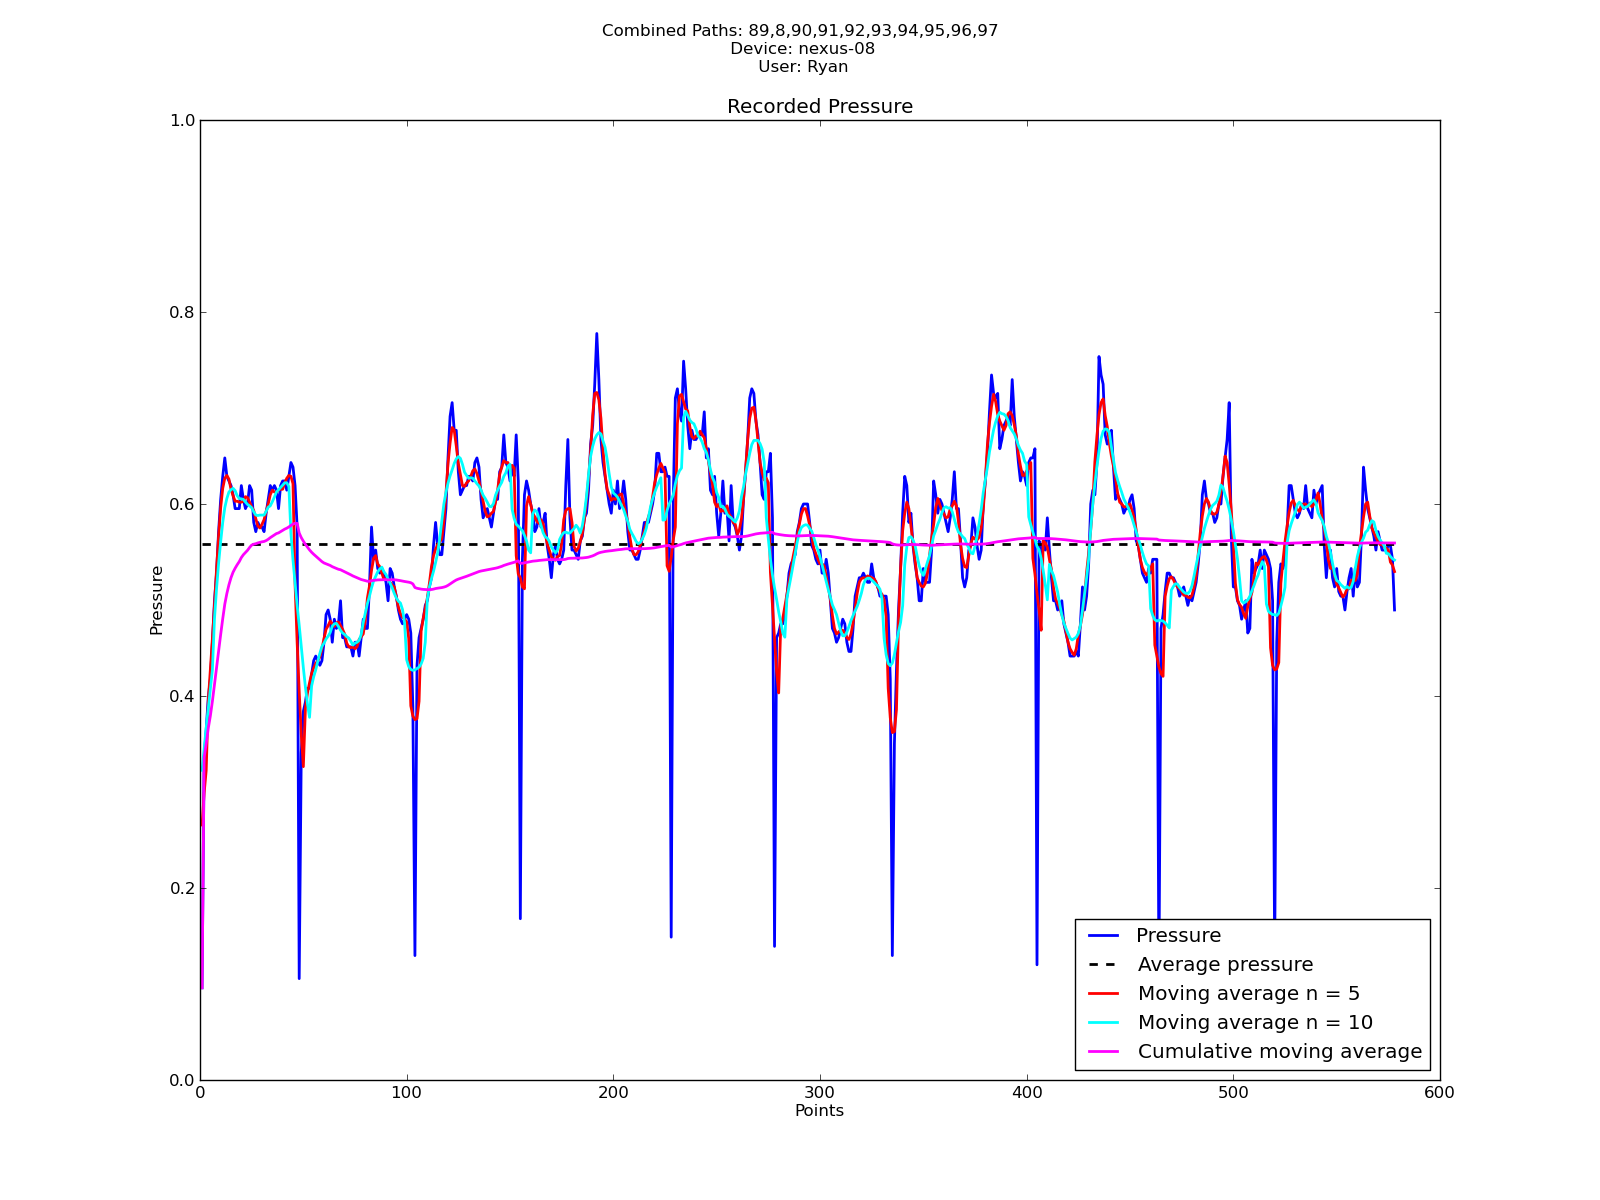 Combined Paths: 89,8,90,91,92,93,94,95,96,97
Device: nexus-08
User: Ryan
Recorded Pressure
1.0
0.8
0.6
0.4
0.2
0.0
Pressure
0 100 200 300 400 500 600
Points
Pressure
Average pressure
Moving average n = 5
Moving average n = 10
Cumulative moving average